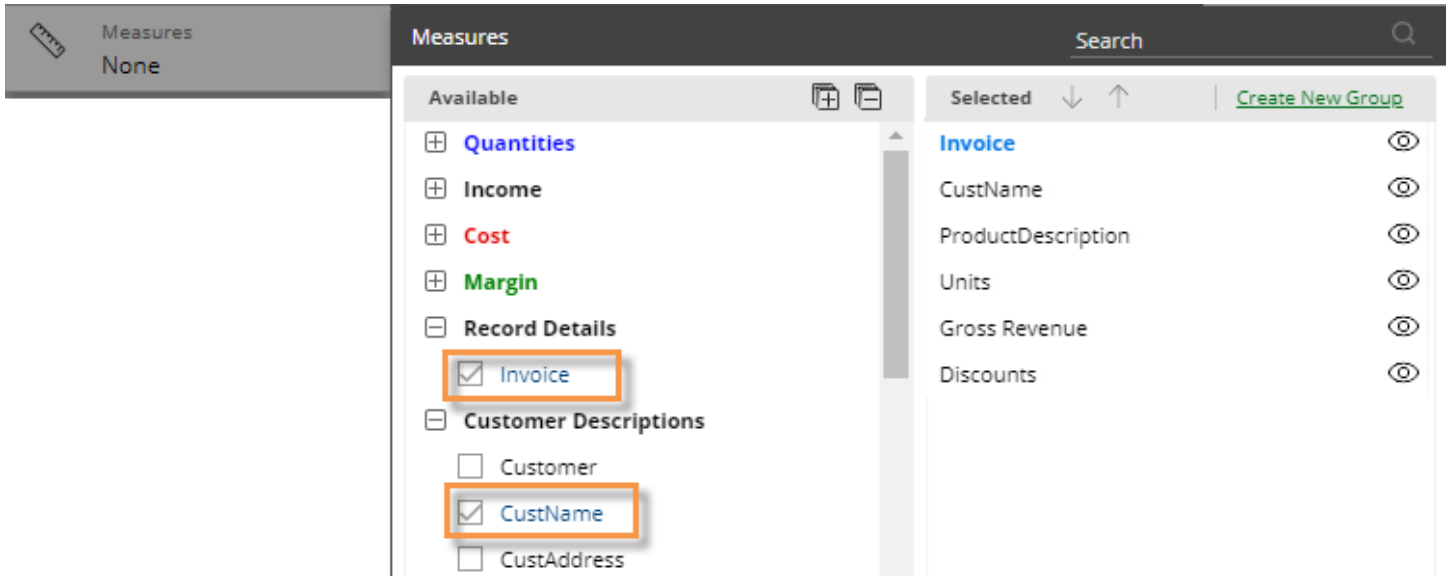 Measures
None
Measures
Search
Available
Selected
Create New Group
Quantities
Income
Cost
Margin
Record Details
Invoice
Customer Descriptions
Customer
CustName
CustAddress
Invoice
CustName
ProductDescription
Units
Gross Revenue
Discounts